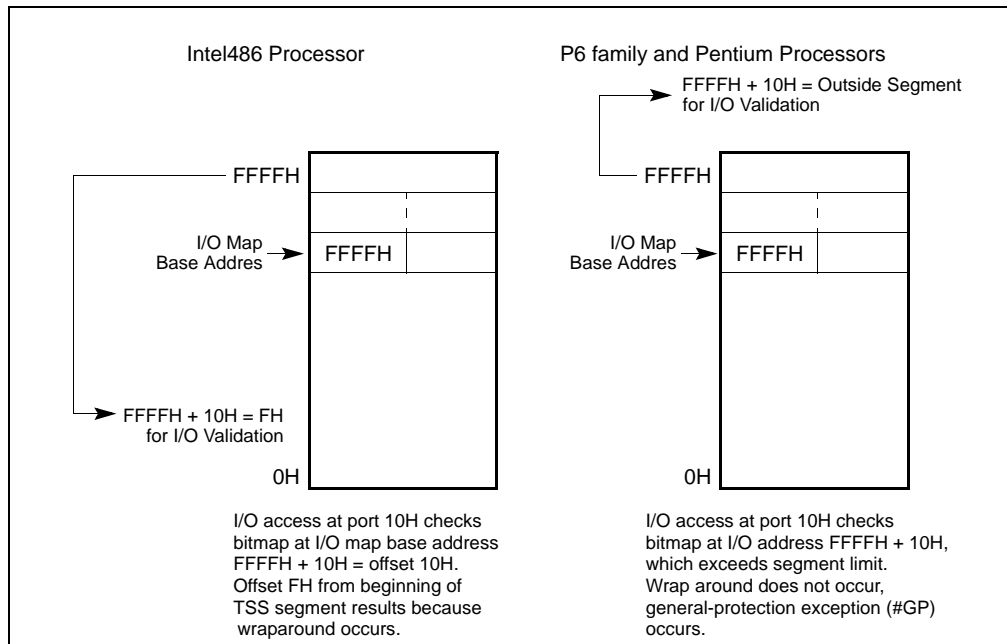 Intel486 Processor
FFFFH
I/O Map
Base Addres
FFFFH
FFFFH + 10H = FH
for I/O Validation
0H
I/O access at port 10H checks
bitmap at I/O map base address
FFFFH + 10H = offset 10H.
Offset FH from beginning of
TSS segment results because
wraparound occurs.
P6 family and Pentium Processors
FFFFH + 10H = Outside Segment
for I/O Validation
FFFFH
I/O Map
Base Addres
FFFFH
0H
I/O access at port 10H checks
bitmap at I/O address FFFFH + 10H,
which exceeds segment limit.
Wrap around does not occur,
general-protection exception (#GP)
occurs.